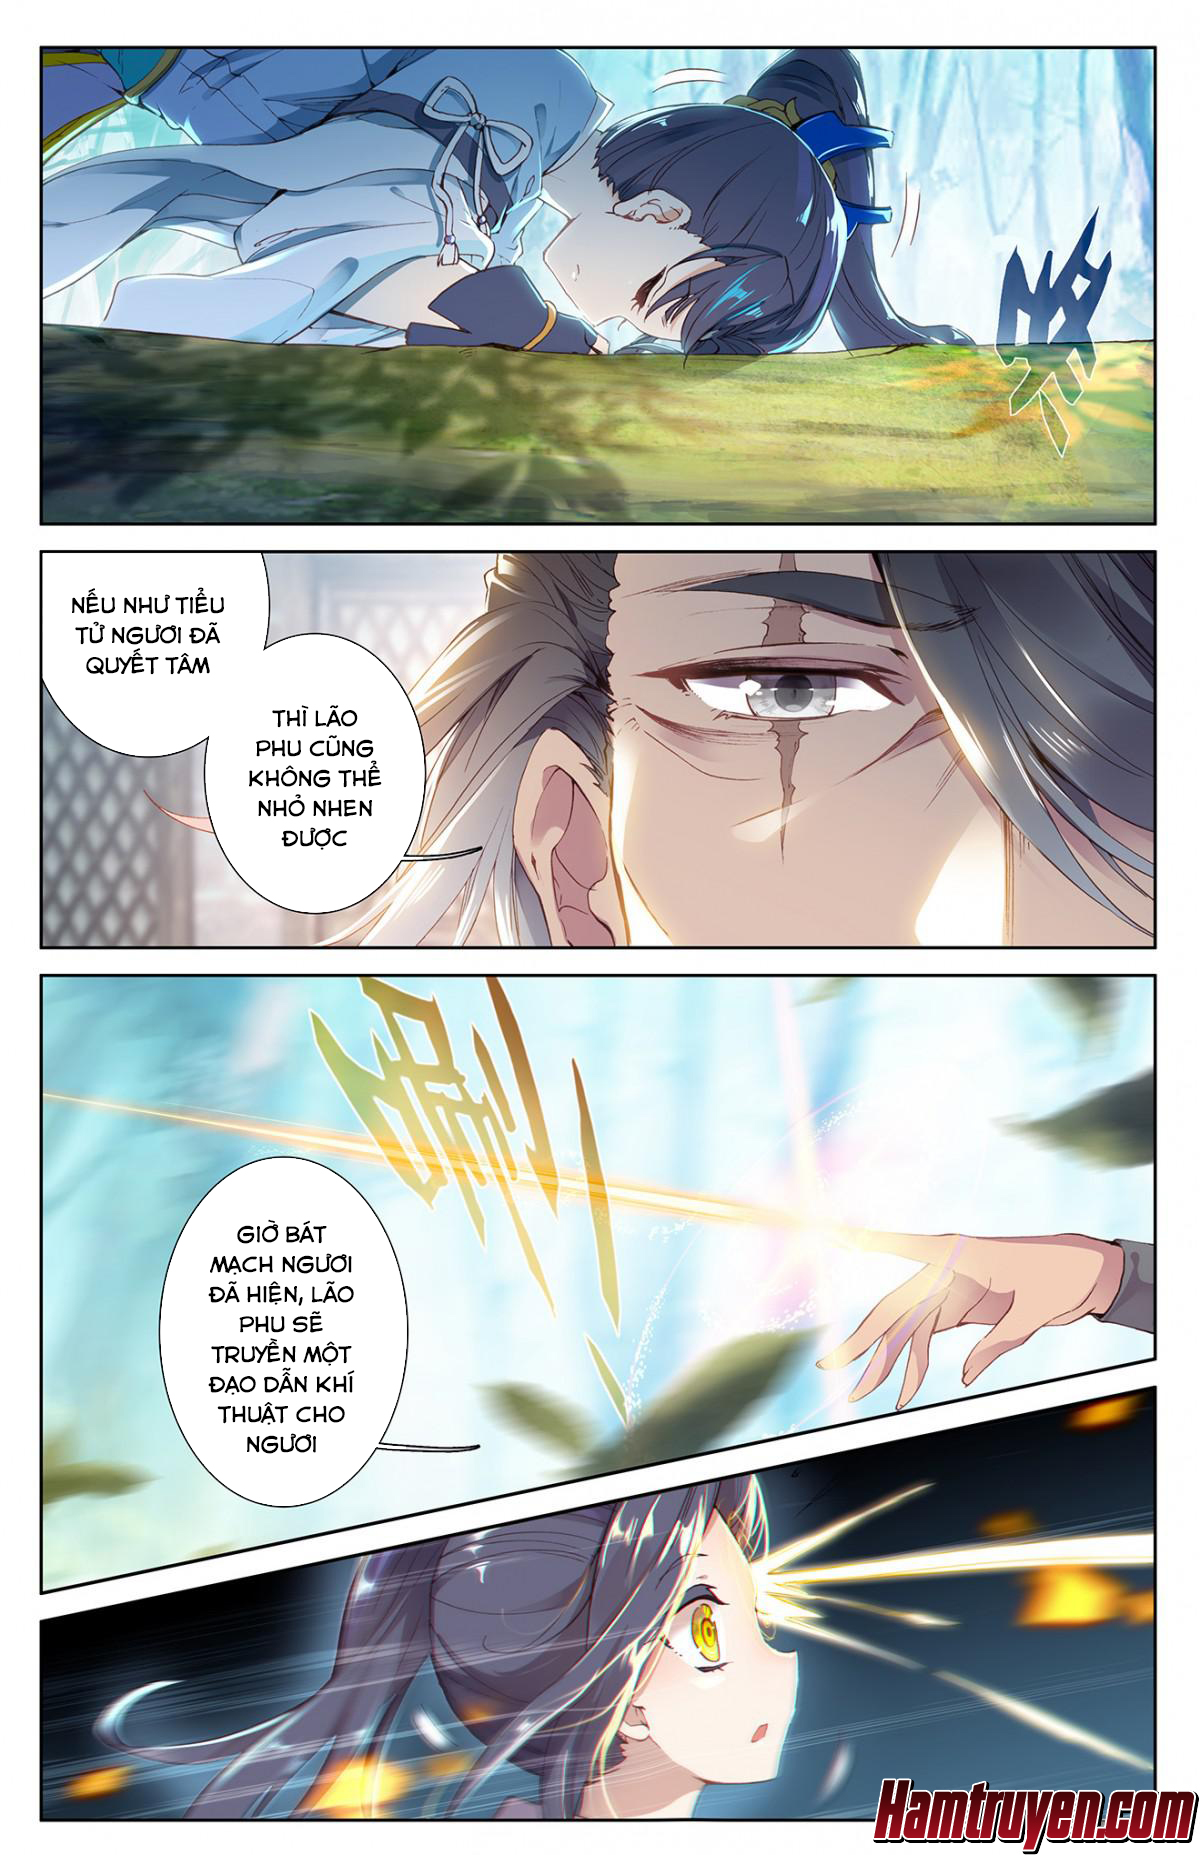 NẾU NHƯ TIỂU
TỬ NGƯƠI ĐÃ
QUYẾT TÂM
THÌ LÃO
PHU CŨNG
KHÔNG THỂ
NHỎ NHEN
ĐƯỢC
GIỜ BÁT
MẠCH NGƯƠI
ĐÃ HIỆN, LÃO
PHU SẼ
TRUYỀN MỘT
ĐẠO DẪN KHÍ
THUẬT CHO
NGƯƠI
Hamtruyen.com